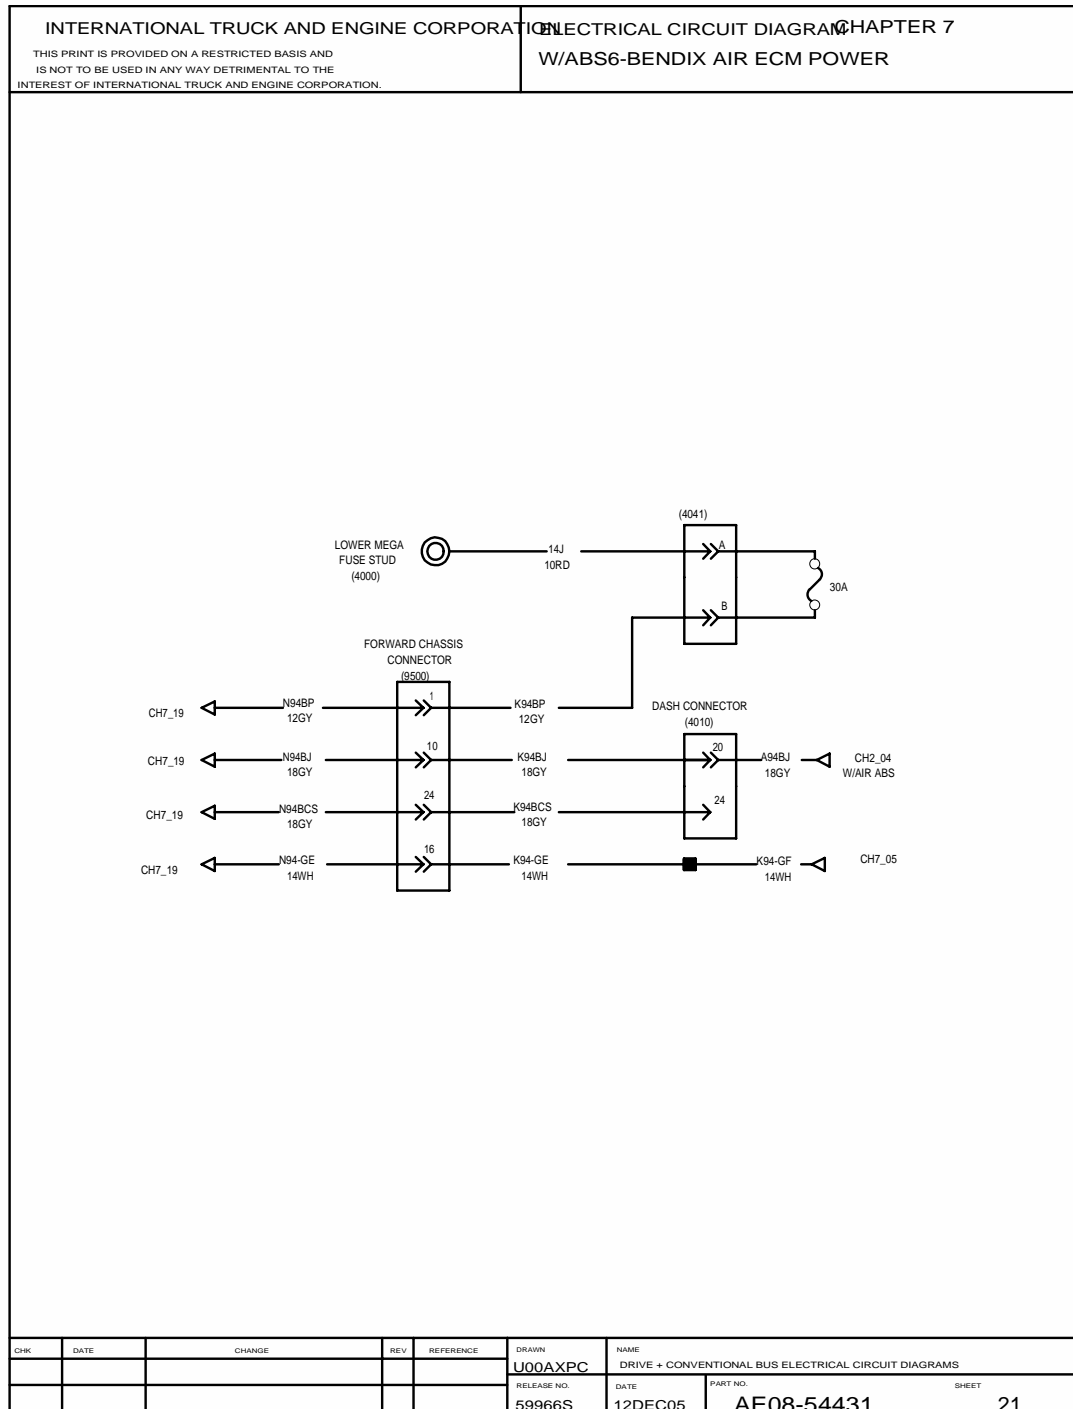 INTERNATIONAL TRUCK AND ENGINE CORPORATION
THIS PRINT IS PROVIDED ON A RESTRICTED BASIS AND
IS NOT TO BE USED IN ANY WAY DETRIMENTAL TO THE
INTEREST OF INTERNATIONAL TRUCK AND ENGINE CORPORATION.
ELECTRICAL CIRCUIT DIAGRAM
CHAPTER 7
W/ABS6-BENDIX AIR ECM POWER
(4041)
LOWER MEGA
FUSE STUD
(4000)
14J
10RD
A
30A
B
FORWARD CHASSIS
CONNECTOR
(9500)
CH7_19
N94BP
12GY
1
K94BP
12GY
DASH CONNECTOR
(4010)
CH7_19
N94BJ
18GY
10
K94BJ
18GY
20
A94BJ
18GY
CH2_04
W/AIR ABS
CH7_19
N94BCS
18GY
24
K94BCS
18GY
24
CH7_19
N94-GE
14WH
16
K94-GE
14WH
K94-GF
14WH
CH7_05
CHK
DATE
CHANGE
REV
REFERENCE
DRAWN
U00AXPC
NAME
DRIVE + CONVENTIONAL BUS ELECTRICAL CIRCUIT DIAGRAMS
RELEASE NO.
59966S
DATE
12DEC05
PART NO.
AE08-54431
SHEET
21